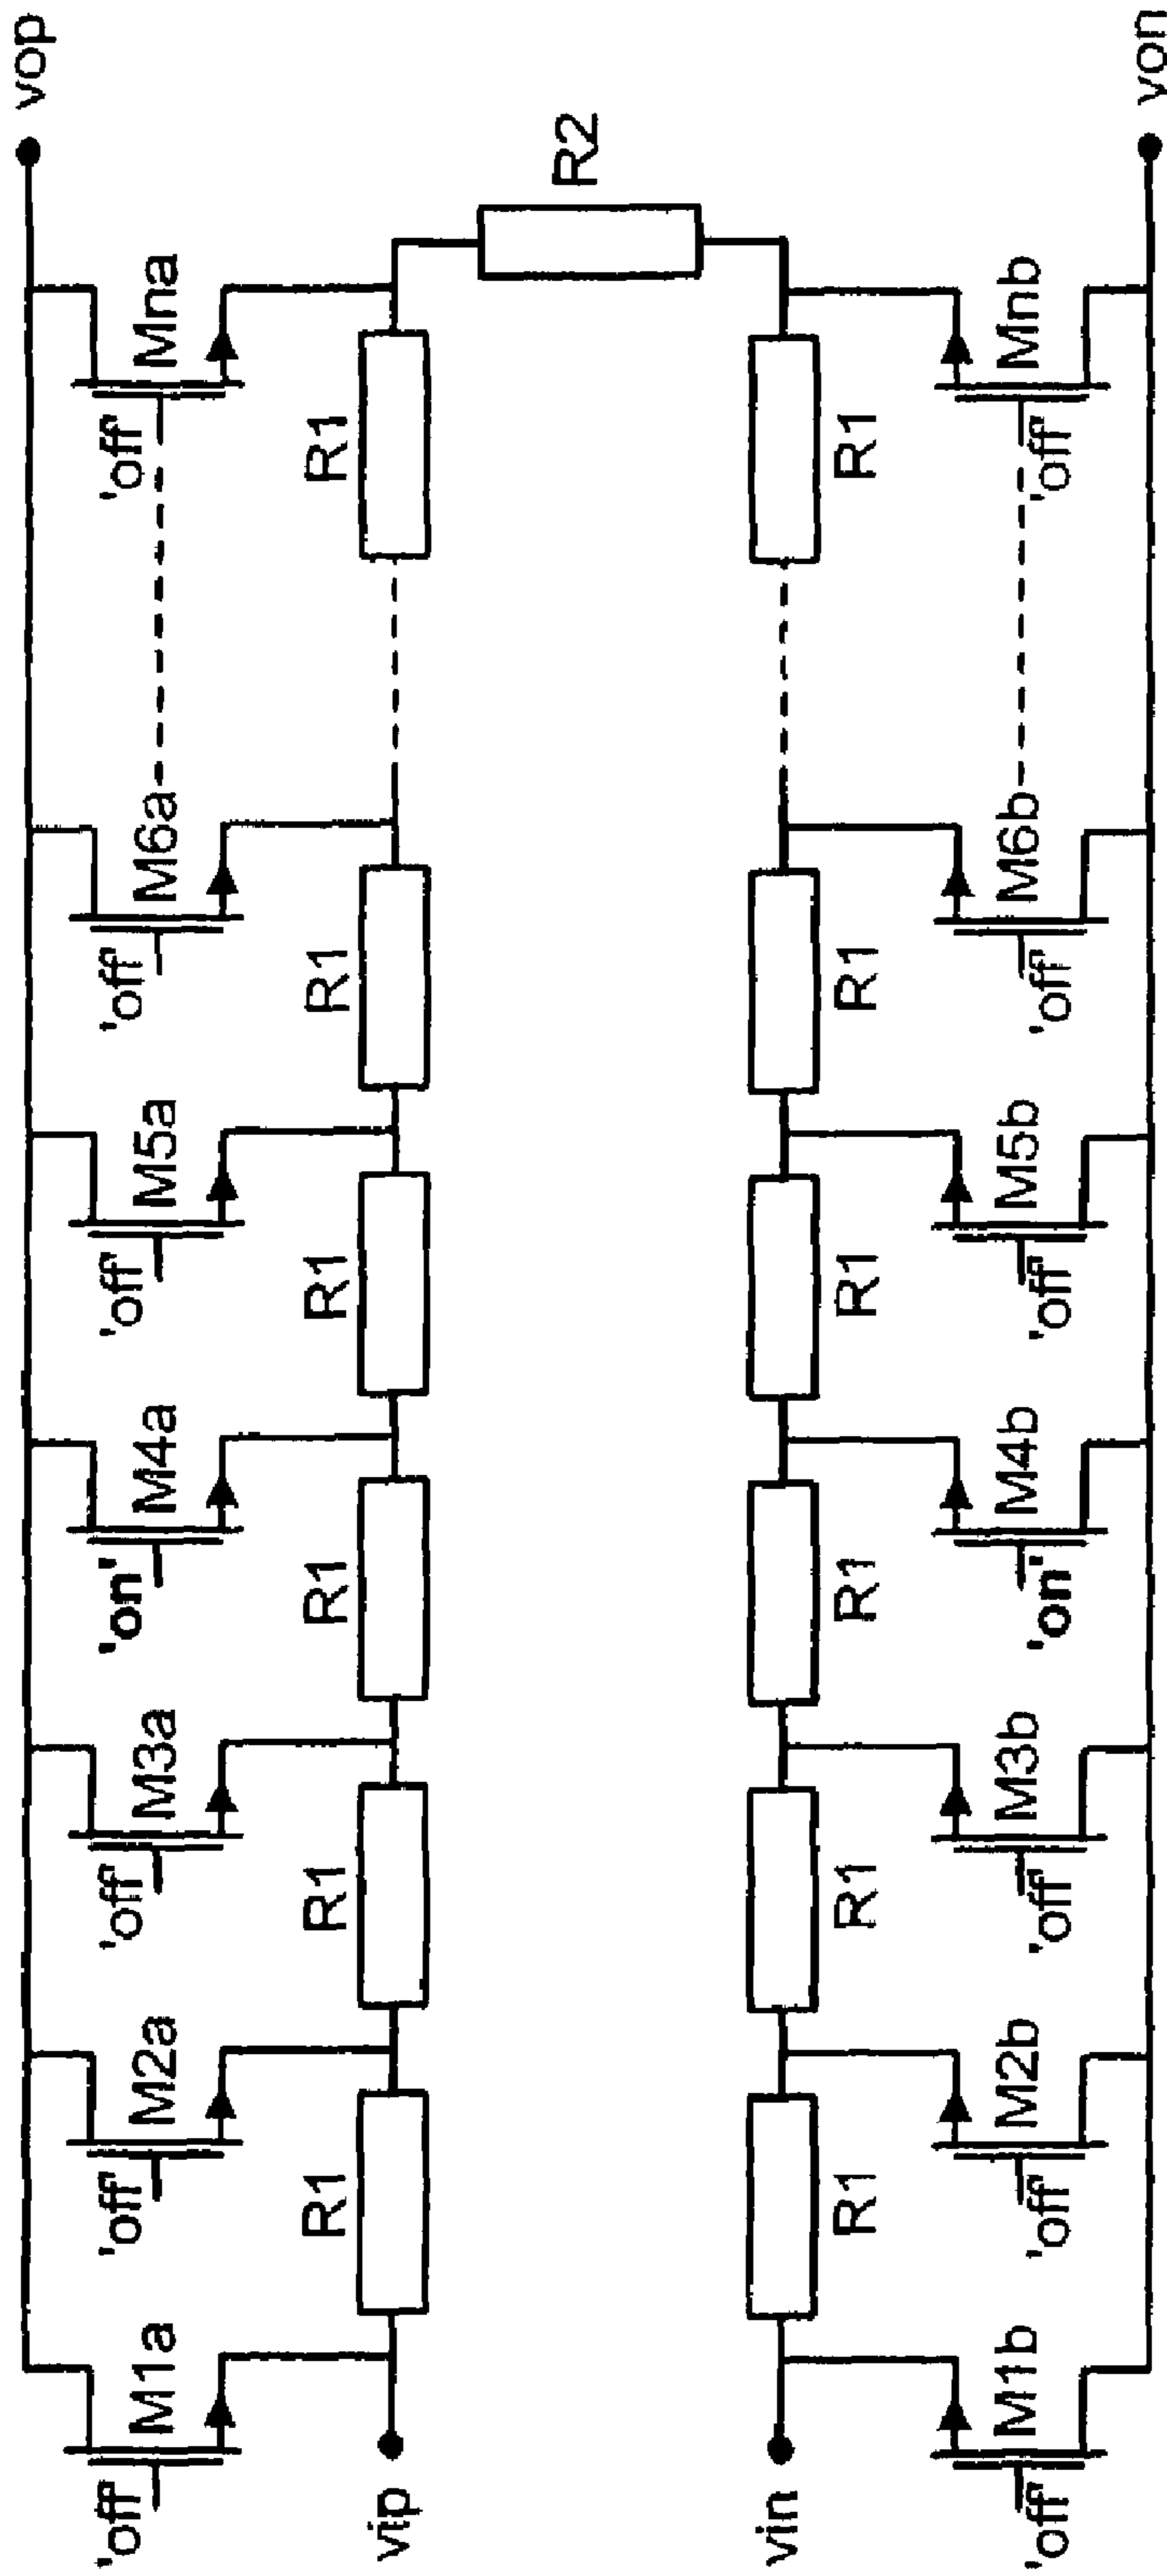 vop
'off' 'off' 'off' 'on' 'off' 'off' 'off'
M1a M2a M3a M4a M5a M6a Mna
R1 R1 R1 R1 R1 R1
vip
R2
vin
R1 R1 R1 R1 R1 R1
M1b M2b M3b M4b M5b M6b Mnb
'off' 'off' 'off' 'on' 'off' 'off' 'off'
von